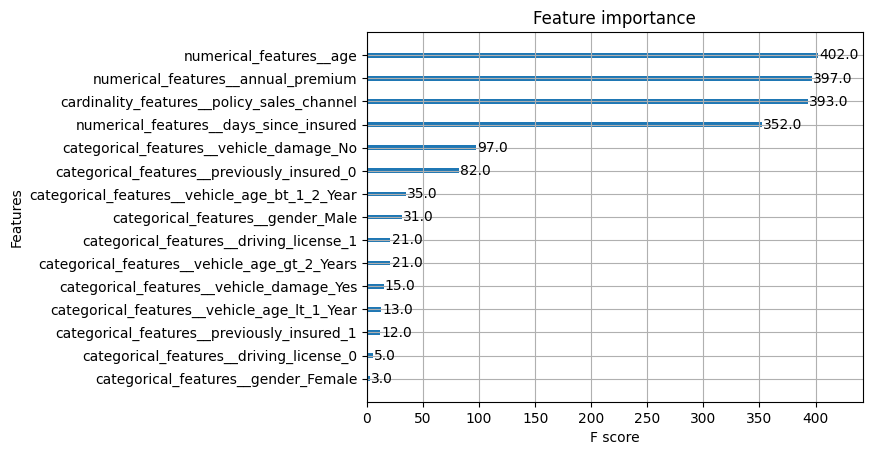 Feature importance
numerical_features__age 402.0
numerical_features__annual_premium 397.0
cardinality_features__policy_sales_channel 393.0
numerical_features__days_since_insured 352.0
categorical_features__vehicle_damage_No 97.0
categorical_features__previously_insured_0 82.0
categorical_features__vehicle_age_bt_1_2_Year 35.0
categorical_features__gender_Male 31.0
categorical_features__driving_license_1 21.0
categorical_features__vehicle_age_gt_2_Years 21.0
categorical_features__vehicle_damage_Yes 15.0
categorical_features__vehicle_age_lt_1_Year 13.0
categorical_features__previously_insured_1 12.0
categorical_features__driving_license_0 5.0
categorical_features__gender_Female 3.0
Features
0 50 100 150 200 250 300 350 400
F score